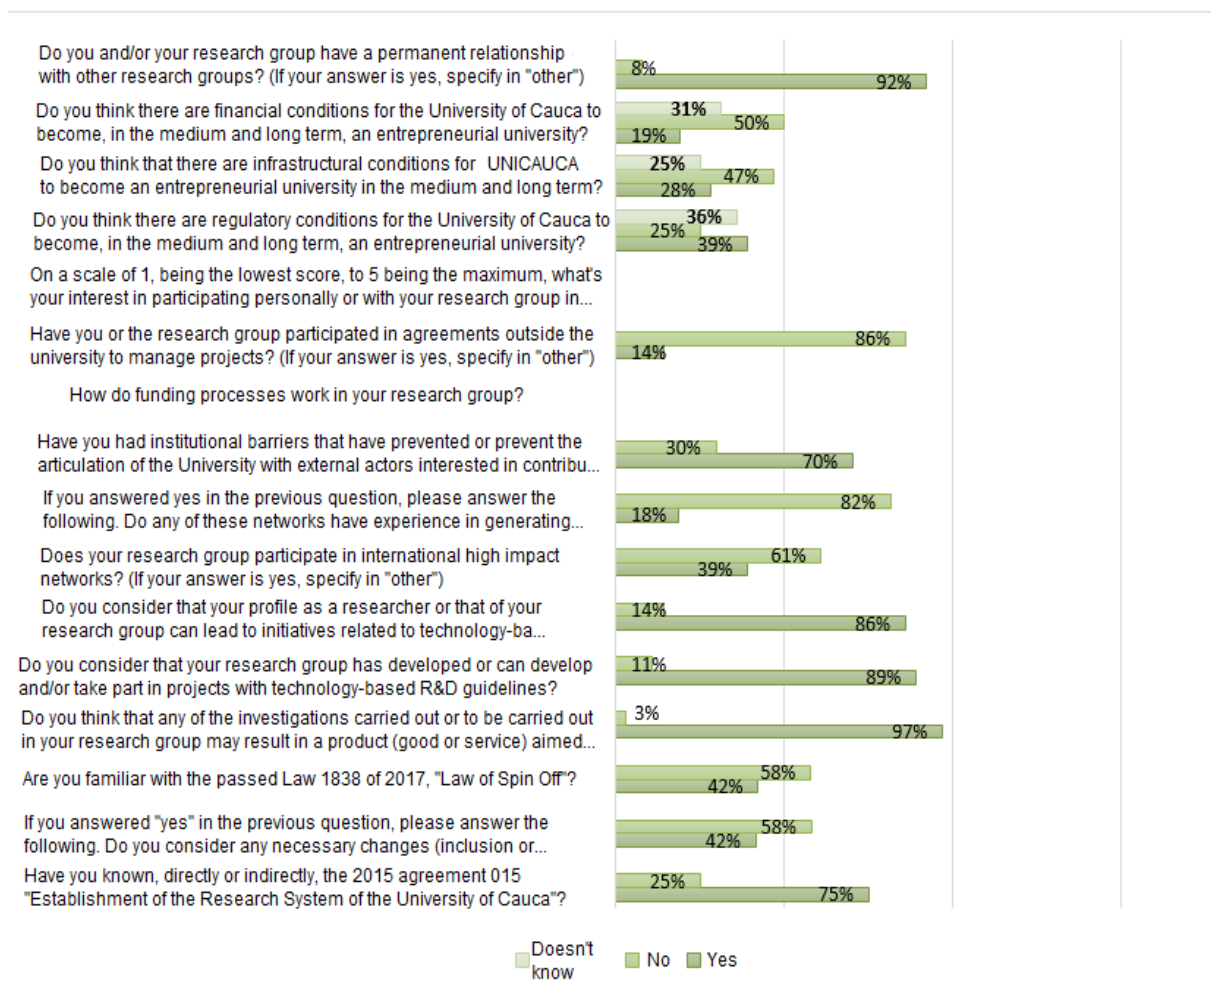 Do you and/or your research group have a permanent relationship
with other research groups? (If your answer is yes, specify in "other")
8%
92%
Do you think there are financial conditions for the University of Cauca to
become, in the medium and long term, an entrepreneurial university?
31%
50%
19%
Do you think that there are infrastructural conditions for UNICAUCA
to become an entrepreneurial university in the medium and long term?
25%
47%
28%
Do you think there are regulatory conditions for the University of Cauca to
become, in the medium and long term, an entrepreneurial university?
36%
25%
39%
On a scale of 1, being the lowest score, to 5 being the maximum, what's
your interest in participating personally or with your research group in...
Have you or the research group participated in agreements outside the
university to manage projects? (If your answer is yes, specify in "other")
86%
14%
How do funding processes work in your research group?
Have you had institutional barriers that have prevented or prevent the
articulation of the University with external actors interested in contribu...
30%
70%
If you answered yes in the previous question, please answer the
following. Do any of these networks have experience in generating...
82%
18%
Does your research group participate in international high impact
networks? (If your answer is yes, specify in "other")
61%
39%
Do you consider that your profile as a researcher or that of your
research group can lead to initiatives related to technology-ba...
14%
86%
Do you consider that your research group has developed or can develop
and/or take part in projects with technology-based R&D guidelines?
11%
89%
Do you think that any of the investigations carried out or to be carried out
in your research group may result in a product (good or service) aimed...
3%
97%
Are you familiar with the passed Law 1838 of 2017, "Law of Spin Off"?
58%
42%
If you answered "yes" in the previous question, please answer the
following. Do you consider any necessary changes (inclusion or...
58%
42%
Have you known, directly or indirectly, the 2015 agreement 015
"Establishment of the Research System of the University of Cauca"?
25%
75%
Doesn't
know
No
Yes